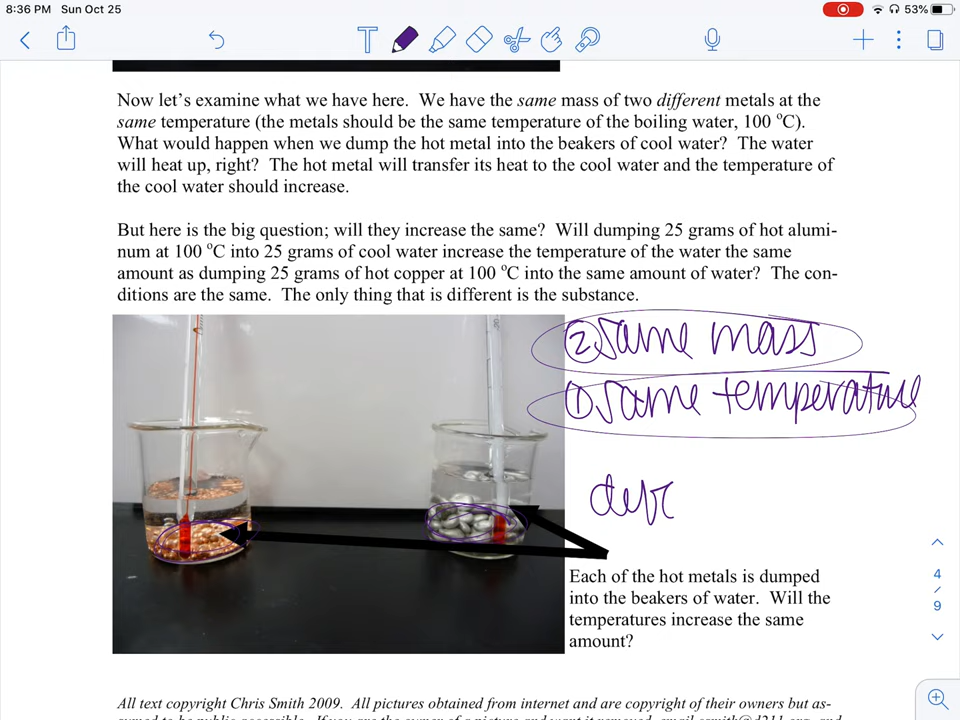 8:36 PM Sun Oct 25
53%
T
Now let's examine what we have here. We have the same mass of two different metals at the
same temperature (the metals should be the same temperature of the boiling water, 100 °C).
What would happen when we dump the hot metal into the beakers of cool water? The water
will heat up, right? The hot metal will transfer its heat to the cool water and the temperature of
the cool water should increase.
But here is the big question; will they increase the same? Will dumping 25 grams of hot alumi-
num at 100 °C into 25 grams of cool water increase the temperature of the water the same
amount as dumping 25 grams of hot copper at 100 °C into the same amount of water? The con-
ditions are the same. The only thing that is different is the substance.
② same mass
① same temperature
Each of the hot metals is dumped
into the beakers of water. Will the
temperatures increase the same
amount?
4
/
9
All text copyright Chris Smith 2009. All pictures obtained from internet and are copyright of their owners but as-